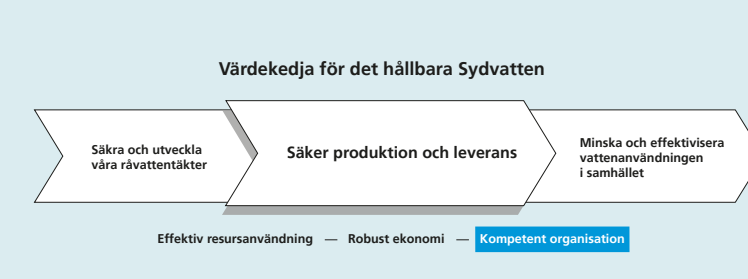 Värdekedja för det hållbara Sydvatten
Säkra och utveckla
våra råvattentäkter
Säker produktion och leverans
Minska och effektivisera
vattenanvändningen
i samhället
Effektiv resursanvändning — Robust ekonomi — Kompetent organisation